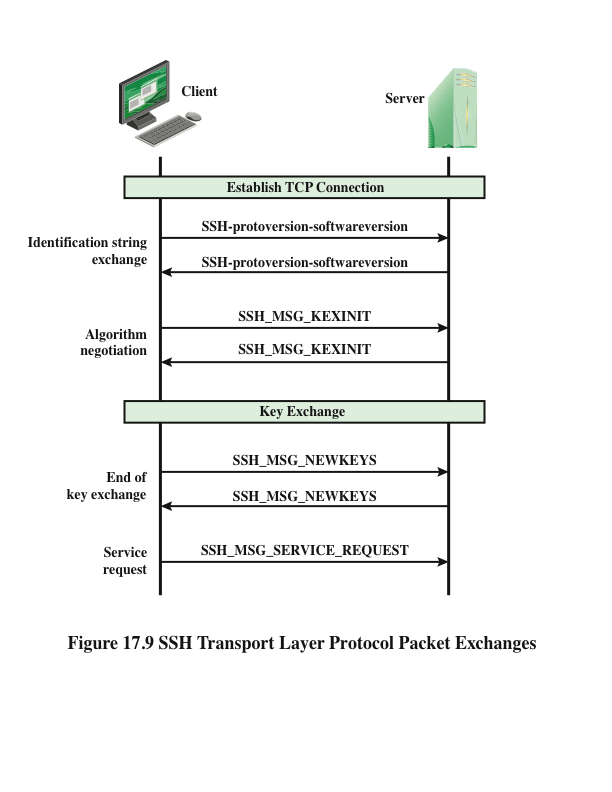 Client
Server
Establish TCP Connection
SSH-protoversion-softwareversion
Identification string
exchange
SSH-protoversion-softwareversion
SSH_MSG_KEXINIT
Algorithm
negotiation
SSH_MSG_KEXINIT
Key Exchange
SSH_MSG_NEWKEYS
End of
key exchange
SSH_MSG_NEWKEYS
SSH_MSG_SERVICE_REQUEST
Service
request
Figure 17.9 SSH Transport Layer Protocol Packet Exchanges